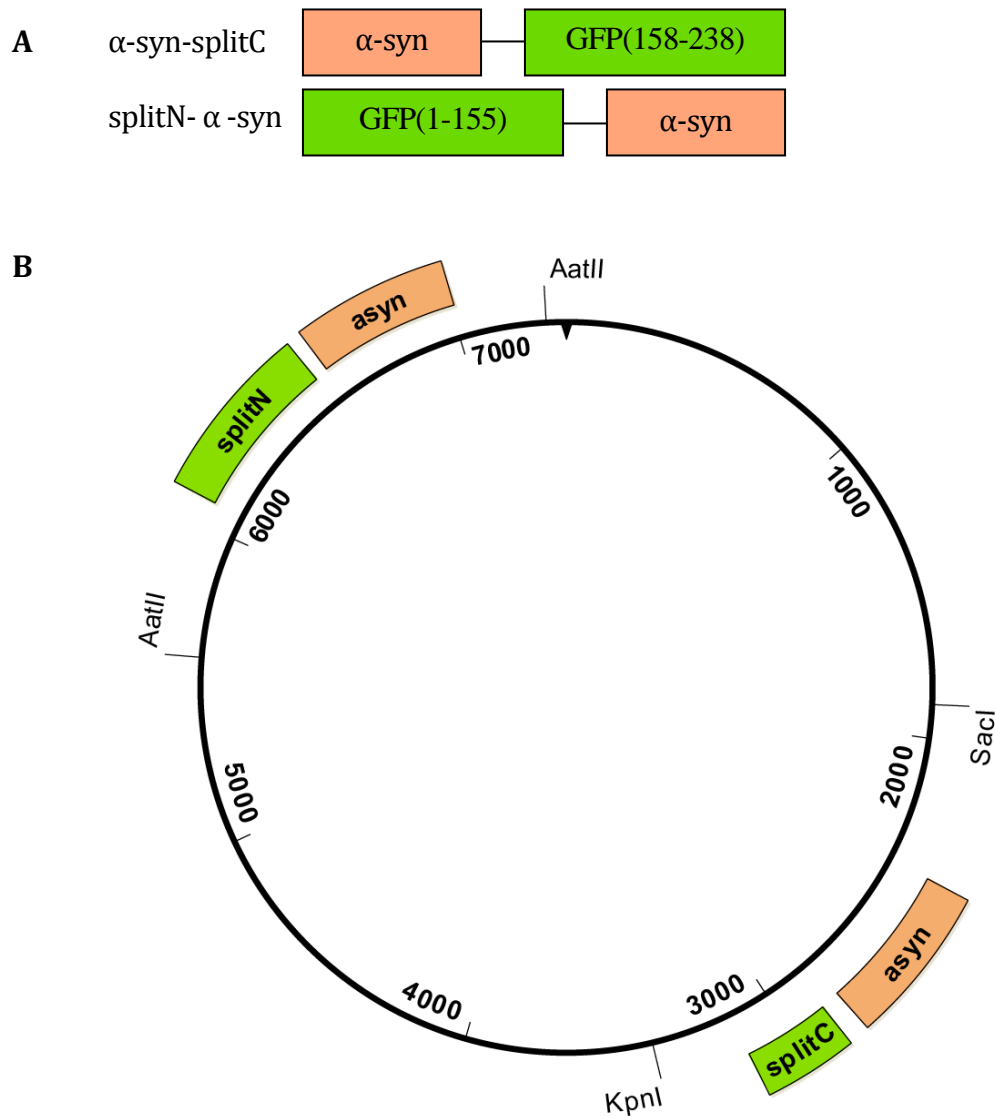 A
α-syn-splitC
α-syn
GFP(158-238)
splitN- α -syn
GFP(1-155)
α-syn
B
AatII
asyn
7000
splitN
1000
6000
AatII
SacI
2000
5000
asyn
3000
4000
splitC
KpnI